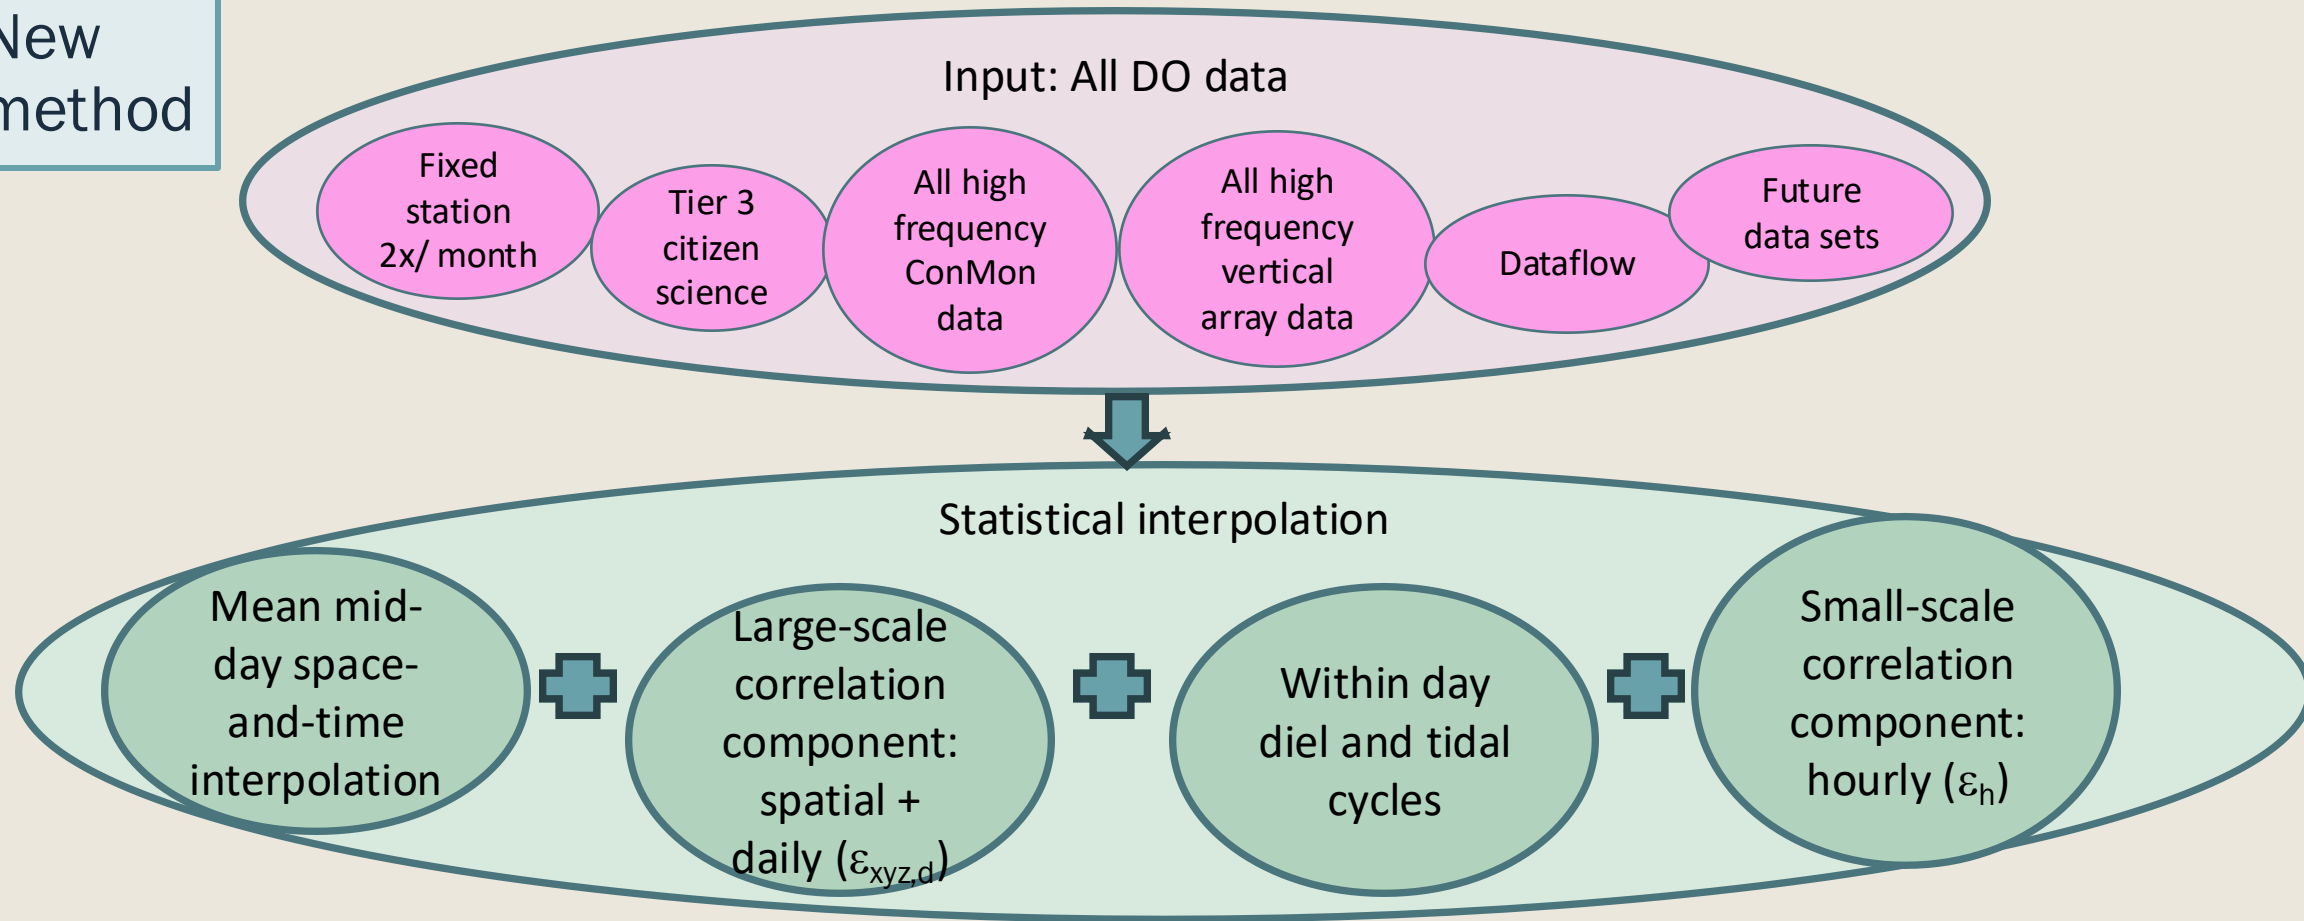 New
method
Input: All DO data
Fixed
station
2x/ month
Tier 3
citizen
science
All high
frequency
ConMon
data
All high
frequency
vertical
array data
Dataflow
Future
data sets
Statistical interpolation
Mean mid-
day space-
and-time
interpolation
Large-scale
correlation
component:
spatial +
daily (εxyz,d)
Within day
diel and tidal
cycles
Small-scale
correlation
component:
hourly (εh)